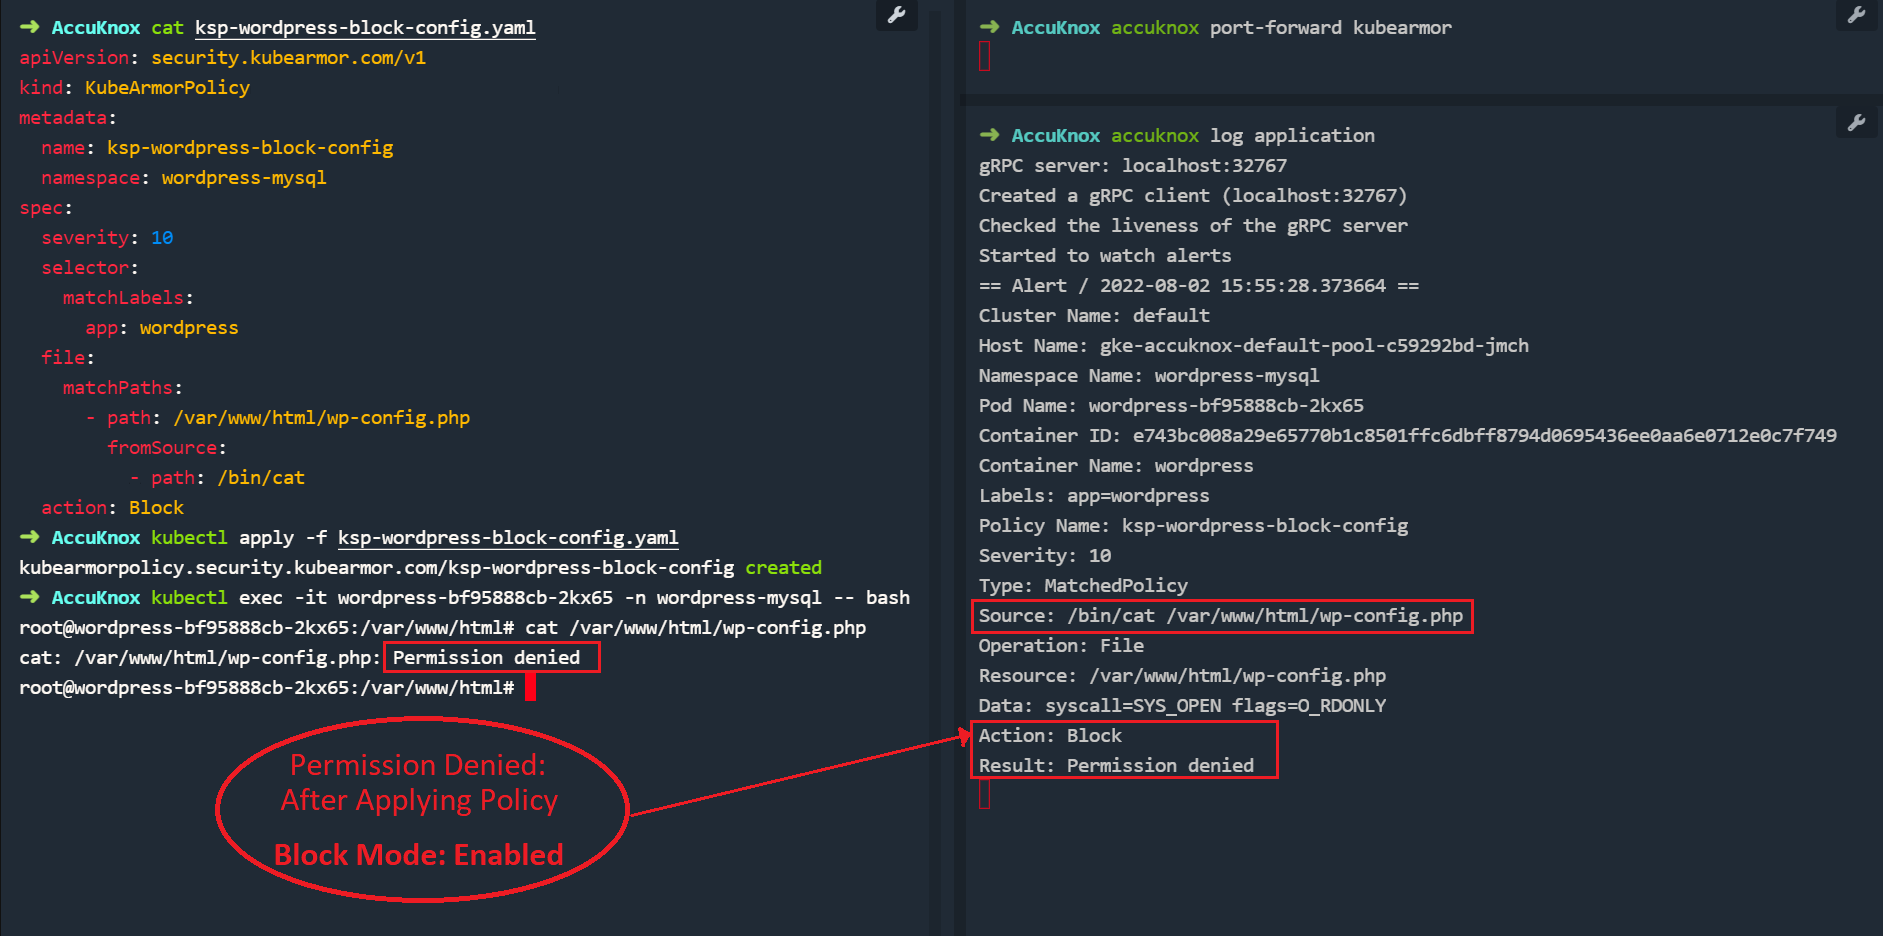 ➜ AccuKnox cat ksp-wordpress-block-config.yaml
apiVersion: security.kubearmor.com/v1
kind: KubeArmorPolicy
metadata:
  name: ksp-wordpress-block-config
  namespace: wordpress-mysql
spec:
  severity: 10
  selector:
    matchLabels:
      app: wordpress
  file:
    matchPaths:
      - path: /var/www/html/wp-config.php
        fromSource:
          - path: /bin/cat
  action: Block
➜ AccuKnox kubectl apply -f ksp-wordpress-block-config.yaml
kubearmorpolicy.security.kubearmor.com/ksp-wordpress-block-config created
➜ AccuKnox kubectl exec -it wordpress-bf95888cb-2kx65 -n wordpress-mysql -- bash
root@wordpress-bf95888cb-2kx65:/var/www/html# cat /var/www/html/wp-config.php
cat: /var/www/html/wp-config.php: Permission denied
root@wordpress-bf95888cb-2kx65:/var/www/html#
Permission Denied:
After Applying Policy
Block Mode: Enabled
➜ AccuKnox accuknox port-forward kubearmor
➜ AccuKnox accuknox log application
gRPC server: localhost:32767
Created a gRPC client (localhost:32767)
Checked the liveness of the gRPC server
Started to watch alerts
== Alert / 2022-08-02 15:55:28.373664 ==
Cluster Name: default
Host Name: gke-accuknox-default-pool-c59292bd-jmch
Namespace Name: wordpress-mysql
Pod Name: wordpress-bf95888cb-2kx65
Container ID: e743bc008a29e65770b1c8501ffc6dbff8794d0695436ee0aa6e0712e0c7f749
Container Name: wordpress
Labels: app=wordpress
Policy Name: ksp-wordpress-block-config
Severity: 10
Type: MatchedPolicy
Source: /bin/cat /var/www/html/wp-config.php
Operation: File
Resource: /var/www/html/wp-config.php
Data: syscall=SYS_OPEN flags=O_RDONLY
Action: Block
Result: Permission denied